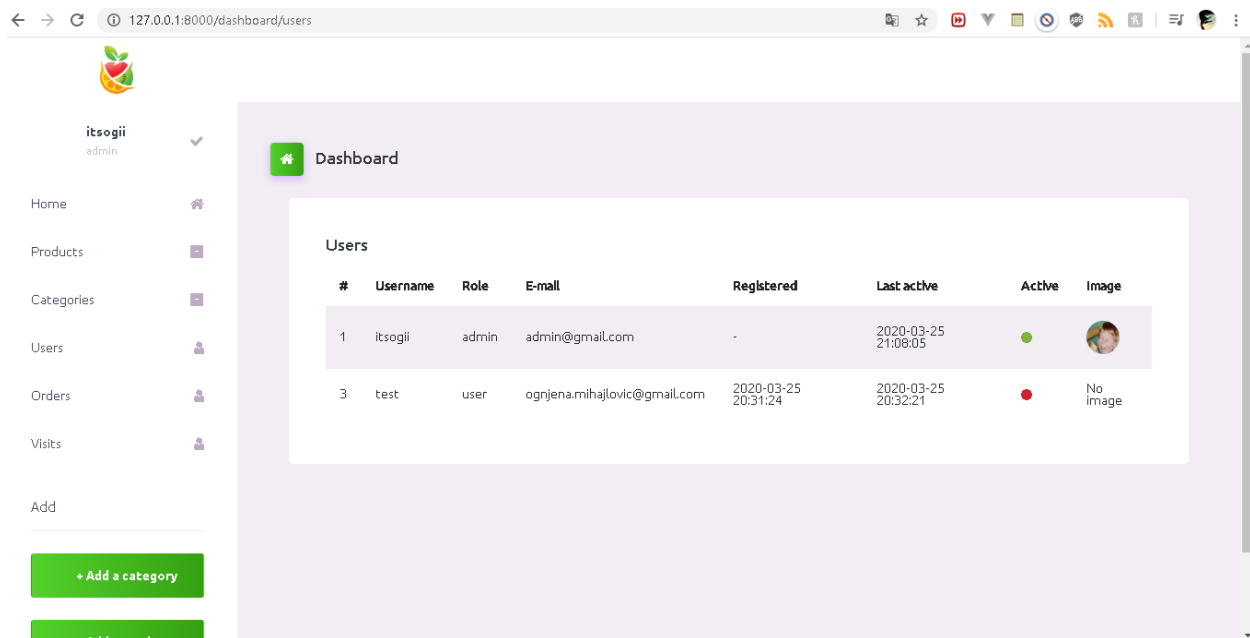 127.0.0.1:8000/dashboard/users
itsogii
admin
Home
Products
Categories
Users
Orders
Visits
Add
+ Add a category
Dashboard
Users
# Username Role E-mail Registered Last active Active Image
1 itsogii admin admin@gmail.com - 2020-03-25 21:08:05
3 test user ognjena.mihajlovic@gmail.com 2020-03-25 20:31:24 2020-03-25 20:32:21 No image